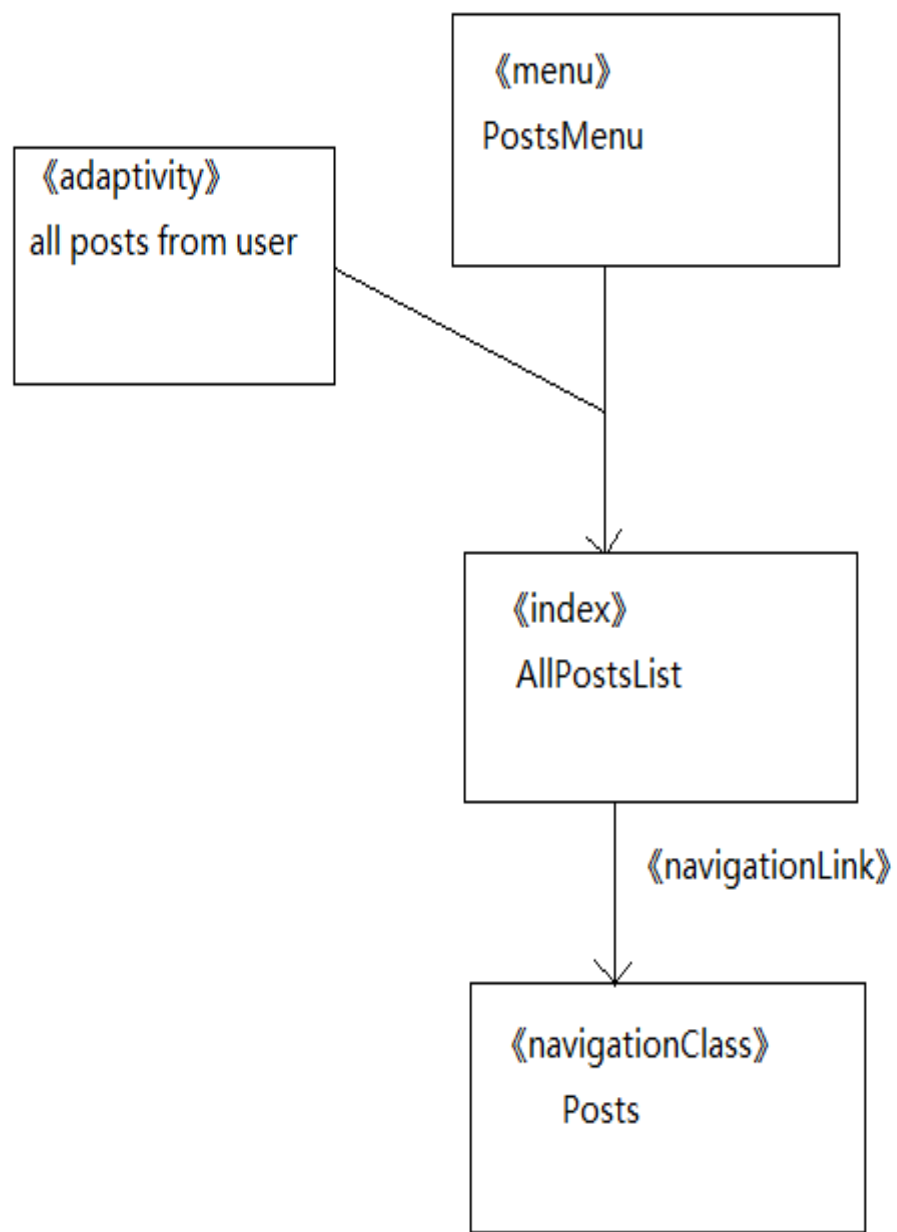 《menu》
PostsMenu
《adaptivity》
all posts from user
《index》
AllPostsList
《navigationLink》
《navigationClass》
Posts